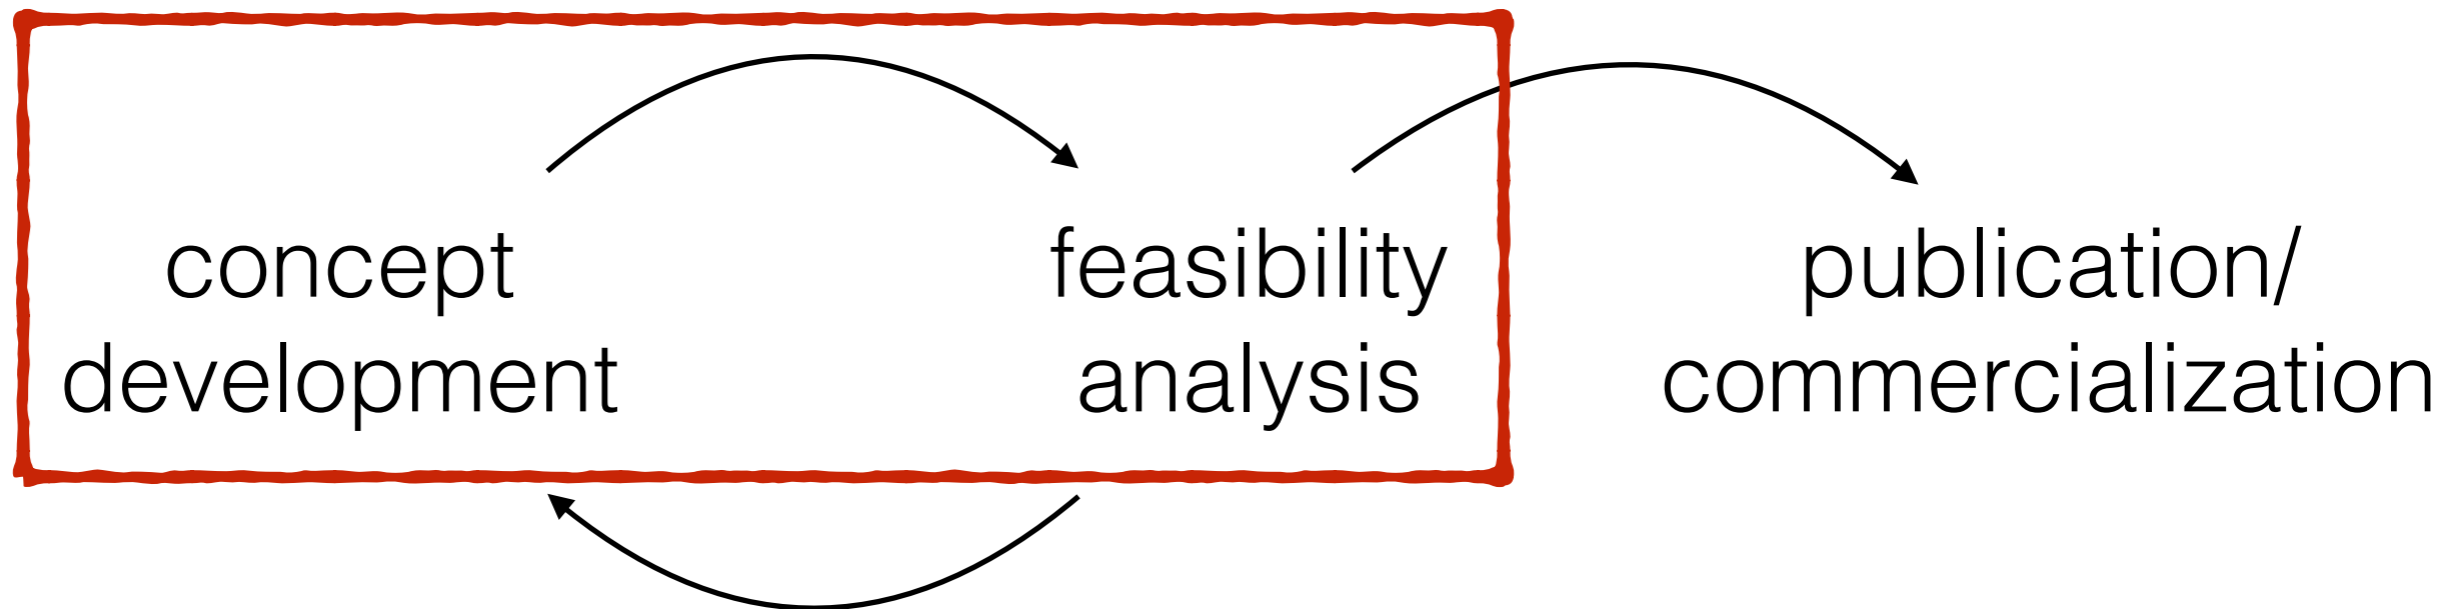 concept
development
feasibility
analysis
publication/
commercialization